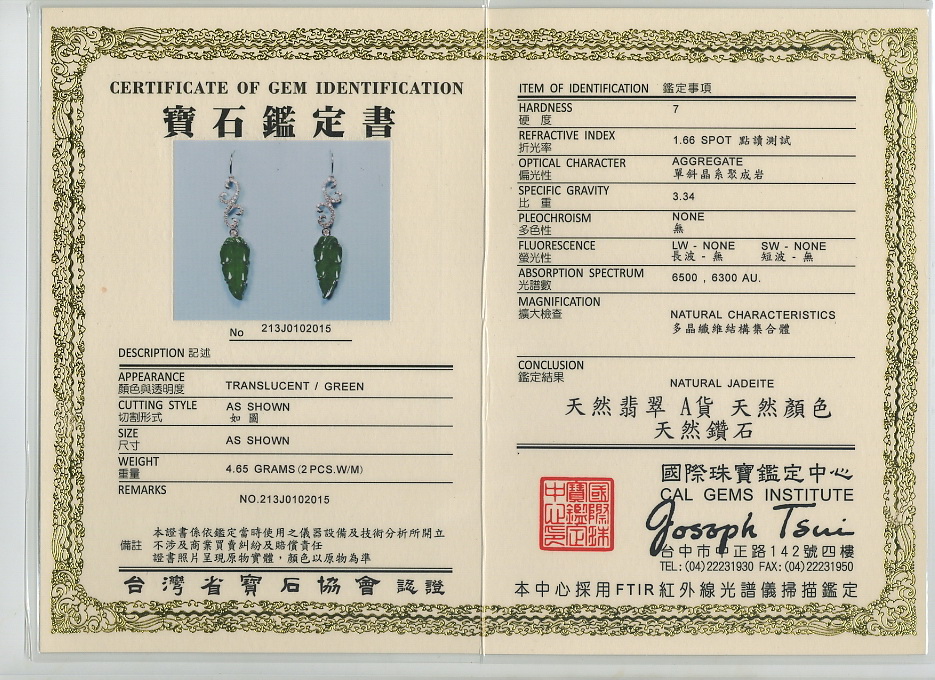 CERTIFICATE OF GEM IDENTIFICATION
寶石鑑定書
No 213J0102015
DESCRIPTION 記述
APPEARANCE
顏色與透明度
TRANSLUCENT / GREEN
CUTTING STYLE
切割形式
AS SHOWN
如 圖
SIZE
尺寸
AS SHOWN
WEIGHT
重量
4.65 GRAMS (2 PCS.W/M)
REMARKS
NO.213J0102015
備註
本證書係依鑑定當時使用之儀器設備及技術分析所開立
不涉及商業買賣糾紛及賠償責任
證書照片呈現原物實體，顏色以原物為準
台灣省寶石協會 認證
ITEM OF IDENTIFICATION 鑑定事項
HARDNESS
硬 度
7
REFRACTIVE INDEX
折光率
1.66 SPOT 點讀測試
OPTICAL CHARACTER
偏光性
AGGREGATE
單斜晶系聚成岩
SPECIFIC GRAVITY
比 重
3.34
PLEOCHROISM
多色性
NONE
無
FLUORESCENCE
螢光性
LW - NONE SW - NONE
長波 - 無 短波 - 無
ABSORPTION SPECTRUM
光譜數
6500 , 6300 AU.
MAGNIFICATION
擴大檢查
NATURAL CHARACTERISTICS
多晶纖維結構集合體
CONCLUSION
鑑定結果
NATURAL JADEITE
天然翡翠 A貨 天然顏色
天然鑽石
國際珠寶鑑定中心
CAL GEMS INSTITUTE
Joseph Tsui
台中市中正路142號四樓
TEL:(04)22231930 FAX:(04)22231950
本中心採用FTIR紅外線光譜儀掃描鑑定